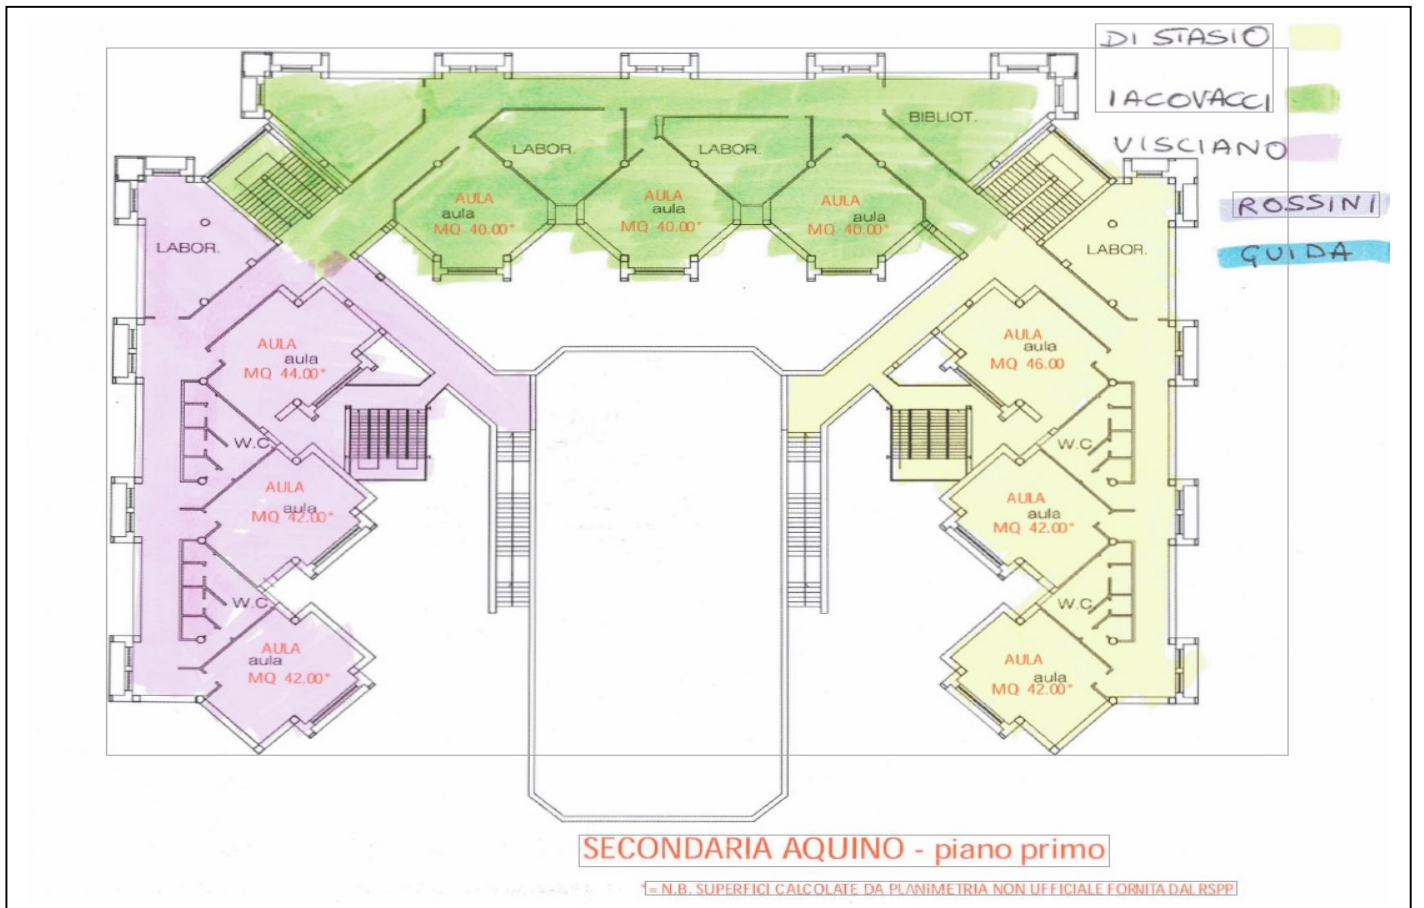 DI STASIO
IACOVACCI
VISCIANO
ROSSINI
GUIDA
BIBLIOT.
LABOR.
LABOR.
AULA
aula
MQ 40.00*
AULA
aula
MQ 40.00*
AULA
aula
MQ 40.00*
LABOR.
LABOR.
AULA
aula
MQ 44.00*
AULA
aula
MQ 46.00
W.C.
W.C.
AULA
aula
MQ 42.00*
AULA
aula
MQ 42.00*
W.C.
W.C.
AULA
aula
MQ 42.00*
AULA
aula
MQ 42.00*
SECONDARIA AQUINO - piano primo
*= N.B. SUPERFICI CALCOLATE DA PLANIMETRIA NON UFFICIALE FORNITA DAL RSPP